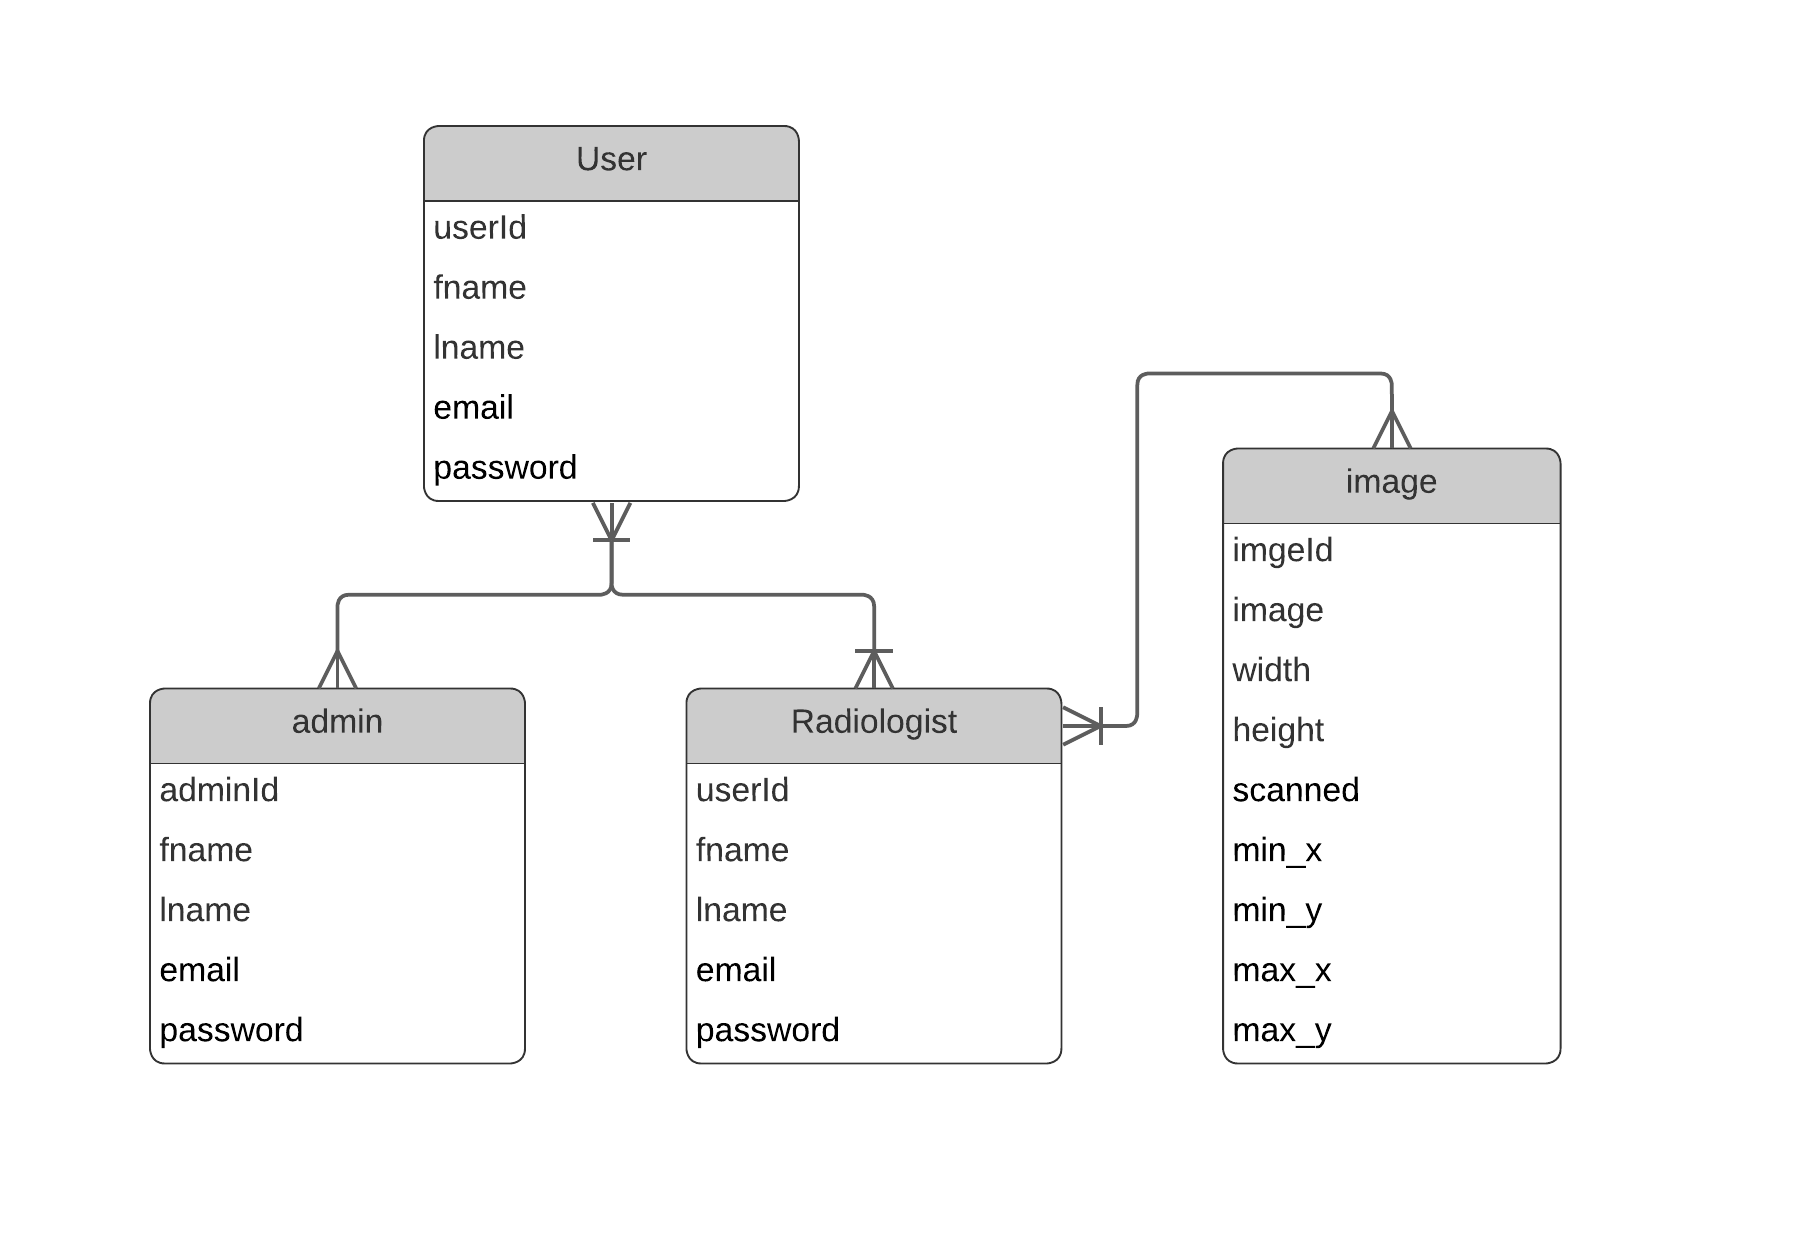 User
userId
fname
lname
email
password
admin
adminId
fname
lname
email
password
Radiologist
userId
fname
lname
email
password
image
imgeId
image
width
height
scanned
min_x
min_y
max_x
max_y